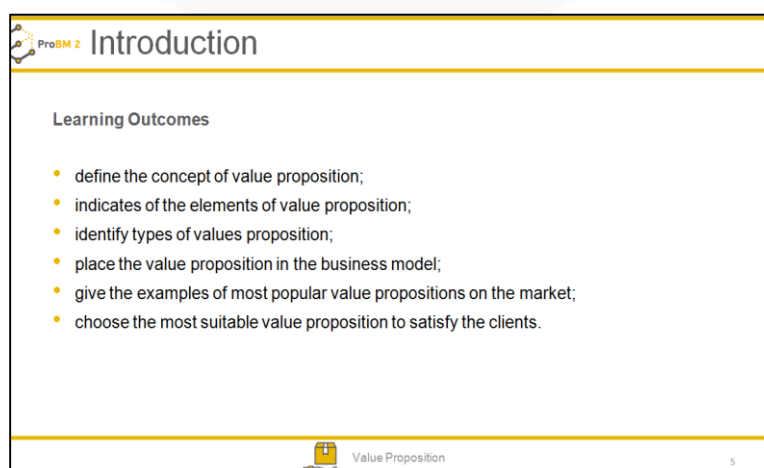 ProBM 2 Introduction
Learning Outcomes
• define the concept of value proposition;
• indicates of the elements of value proposition;
• identify types of values proposition;
• place the value proposition in the business model;
• give the examples of most popular value propositions on the market;
• choose the most suitable value proposition to satisfy the clients.
Value Proposition 5